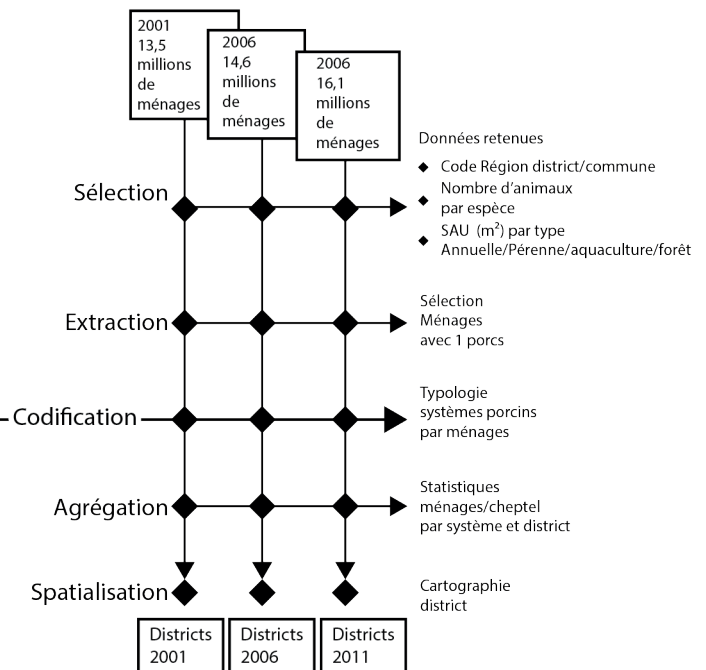 2001
13,5
millions
de
ménages
2006
14,6
millions
de
ménages
2006
16,1
millions
de
ménages
Données retenues
Code Région district/commune
Nombre d'animaux
par espèce
SAU (m²) par type
Annuelle/Pérenne/aquaculture/forêt
Sélection
Extraction
Sélection
Ménages
avec 1 porcs
Codification
Typologie
systèmes porcins
par ménages
Agrégation
Statistiques
ménages/cheptel
par système et district
Spatialisation
Cartographie
district
Districts
2001
Districts
2006
Districts
2011